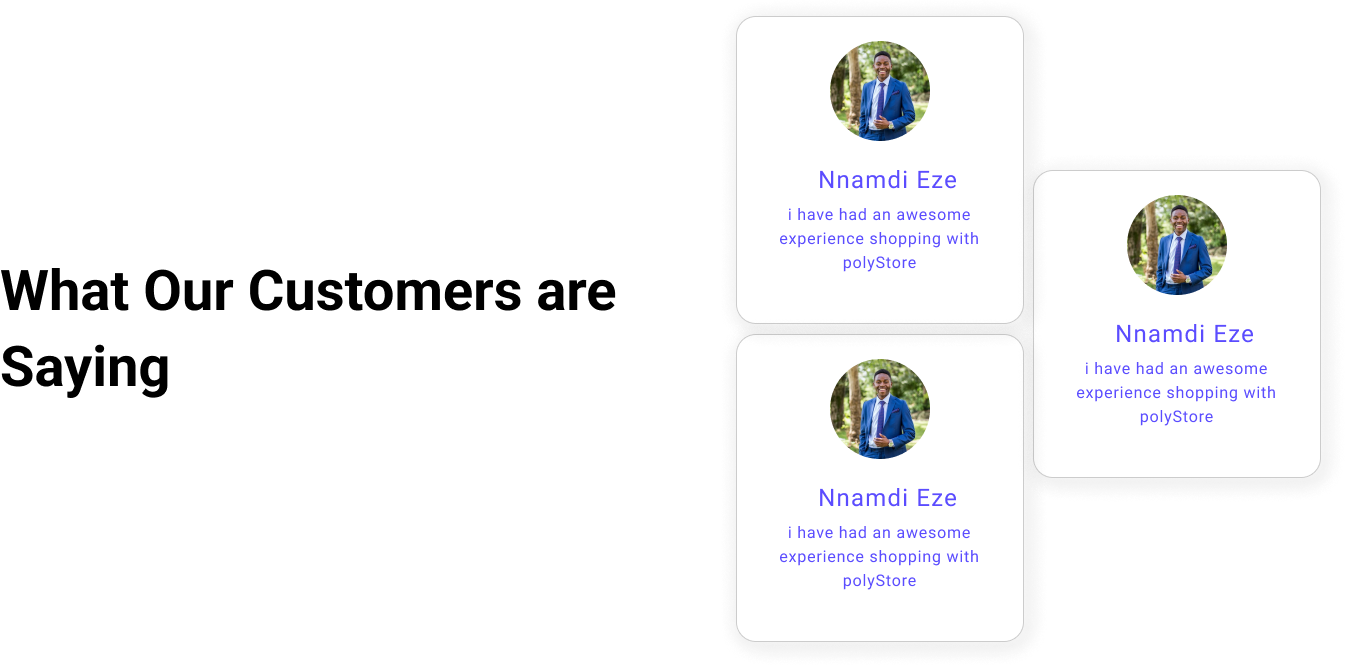 What Our Customers are
Saying
Nnamdi Eze
i have had an awesome
experience shopping with
polyStore
Nnamdi Eze
i have had an awesome
experience shopping with
polyStore
Nnamdi Eze
i have had an awesome
experience shopping with
polyStore